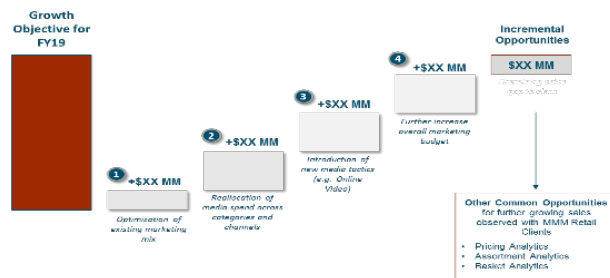 Growth
Objective for
FY19
1
+$XX MM
Optimization of
existing marketing
mix
2
+$XX MM
Reallocation of
media spend across
categories and
channels
3
+$XX MM
Introduction of
new media tactics
(e.g. Online
Video)
4
+$XX MM
Further increase
overall marketing
budget
Incremental
Opportunities
$XX MM
gap to plan
Other Common Opportunities
for further growing sales
observed with MMM Retail
Clients
• Pricing Analytics
• Assortment Analytics
• Basket Analytics